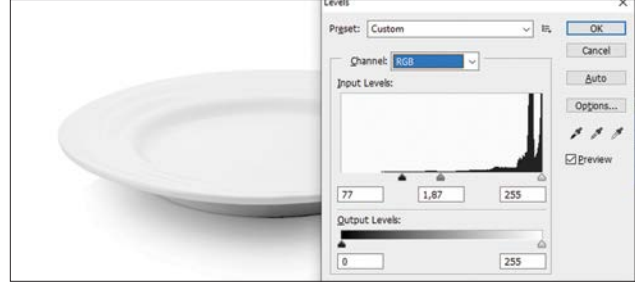 Levels
Preset: Custom
OK
Cancel
Auto
Options...
Preview
Channel: RGB
Input Levels:
77 1,87 255
Output Levels:
0 255